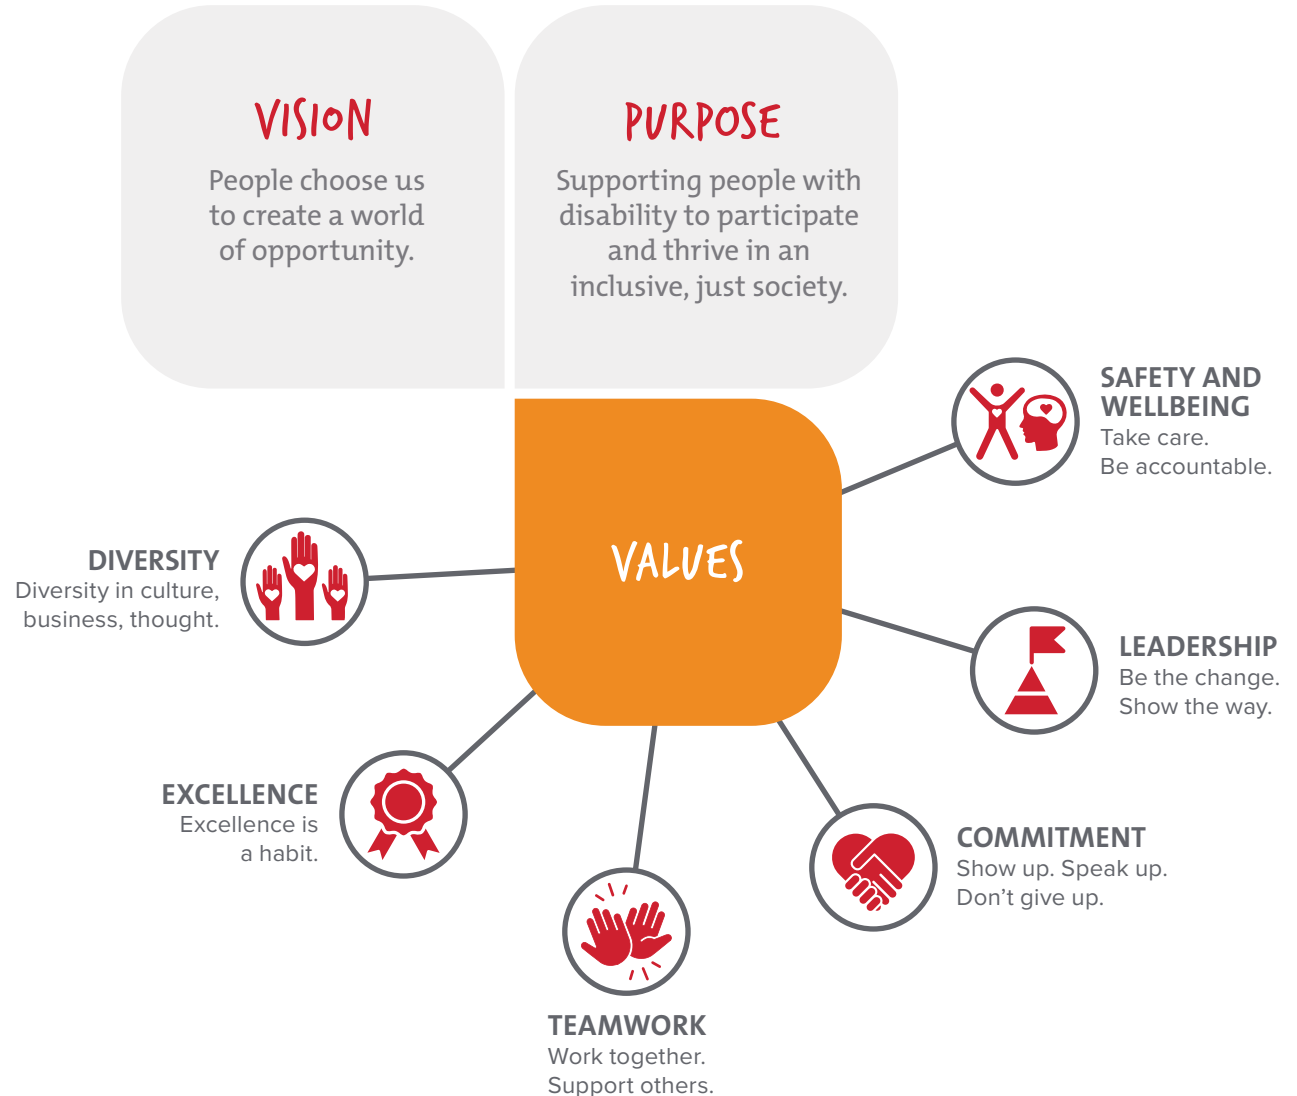 VISION
People choose us
to create a world
of opportunity.
PURPOSE
Supporting people with
disability to participate
and thrive in an
inclusive, just society.
VALUES
SAFETY AND
WELLBEING
Take care.
Be accountable.
LEADERSHIP
Be the change.
Show the way.
COMMITMENT
Show up. Speak up.
Don’t give up.
TEAMWORK
Work together.
Support others.
EXCELLENCE
Excellence is
a habit.
DIVERSITY
Diversity in culture,
business, thought.